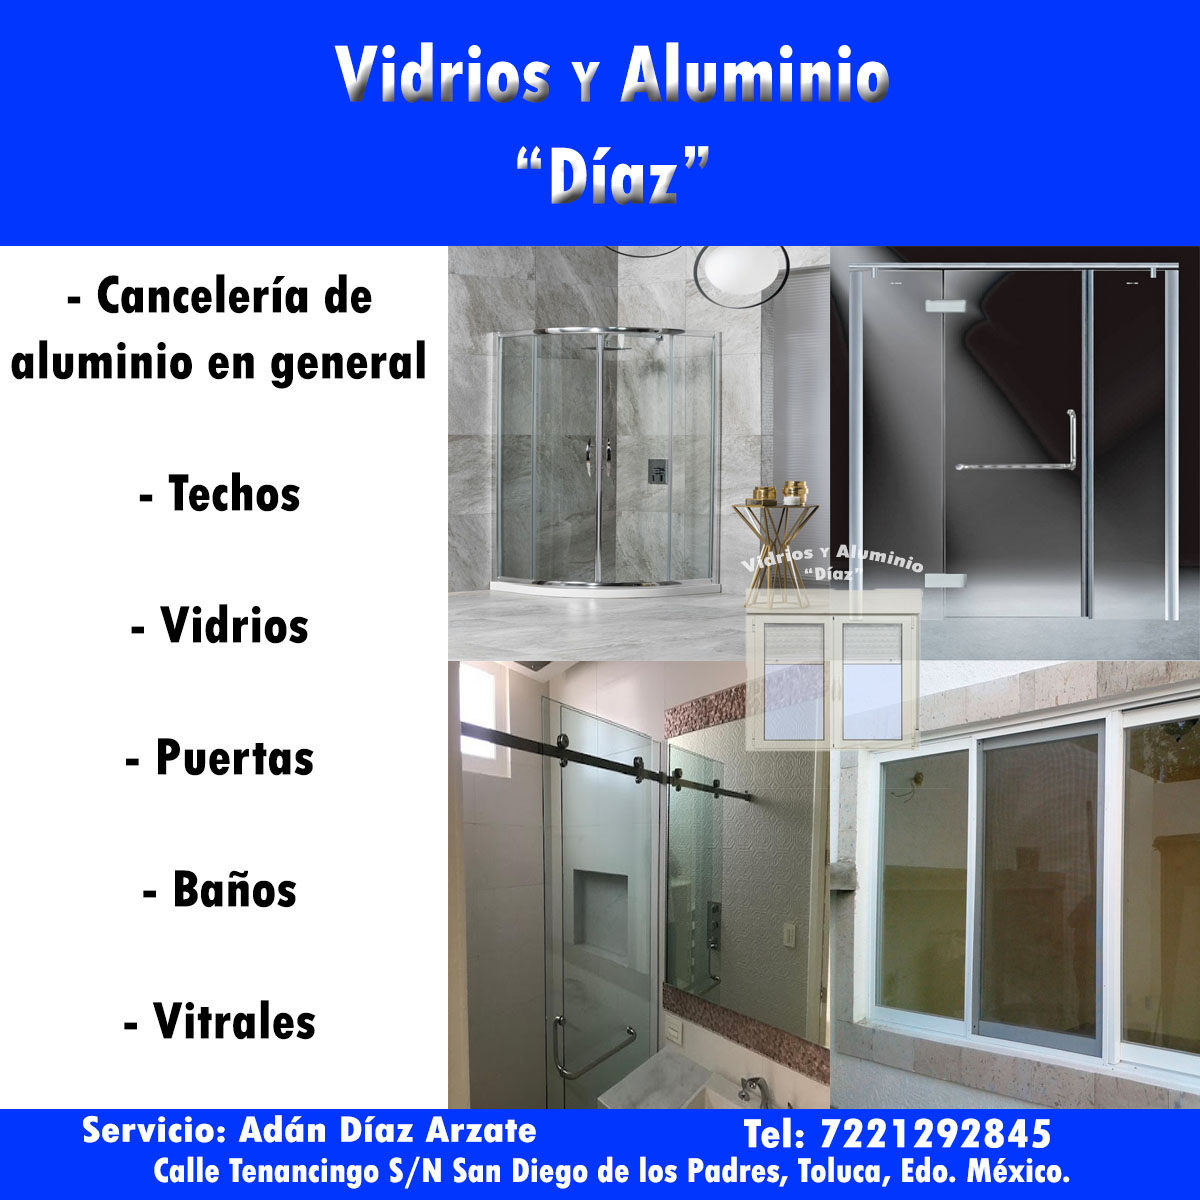 Vidrios Y Aluminio
“Díaz”
- Cancelería de
aluminio en general
- Techos
- Vidrios
- Puertas
- Baños
- Vitrales
Vidrios Y Aluminio
“Díaz”
Servicio: Adán Díaz Arzate
Tel: 7221292845
Calle Tenancingo S/N San Diego de los Padres, Toluca, Edo. México.